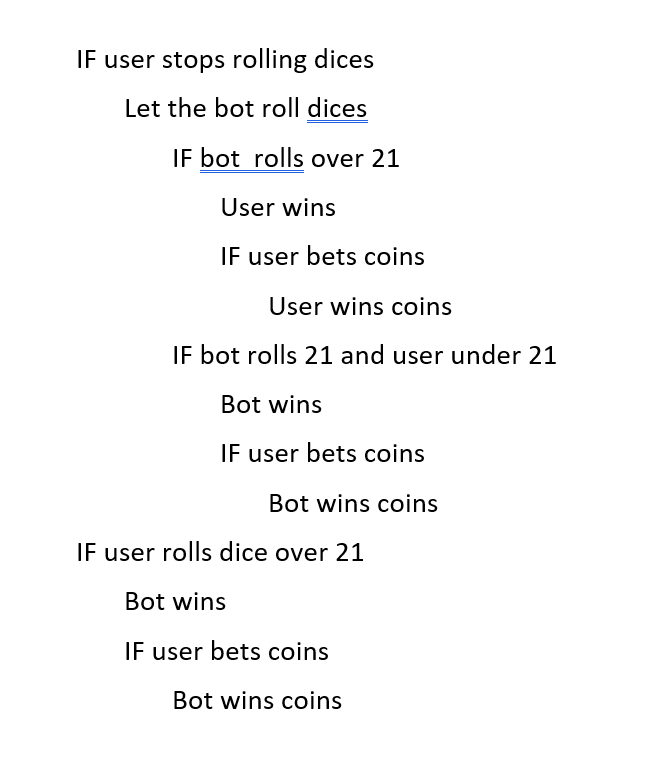 IF user stops rolling dices
Let the bot roll dices
IF bot  rolls over 21
User wins
IF user bets coins
User wins coins
IF bot rolls 21 and user under 21
Bot wins
IF user bets coins
Bot wins coins
IF user rolls dice over 21
Bot wins
IF user bets coins
Bot wins coins